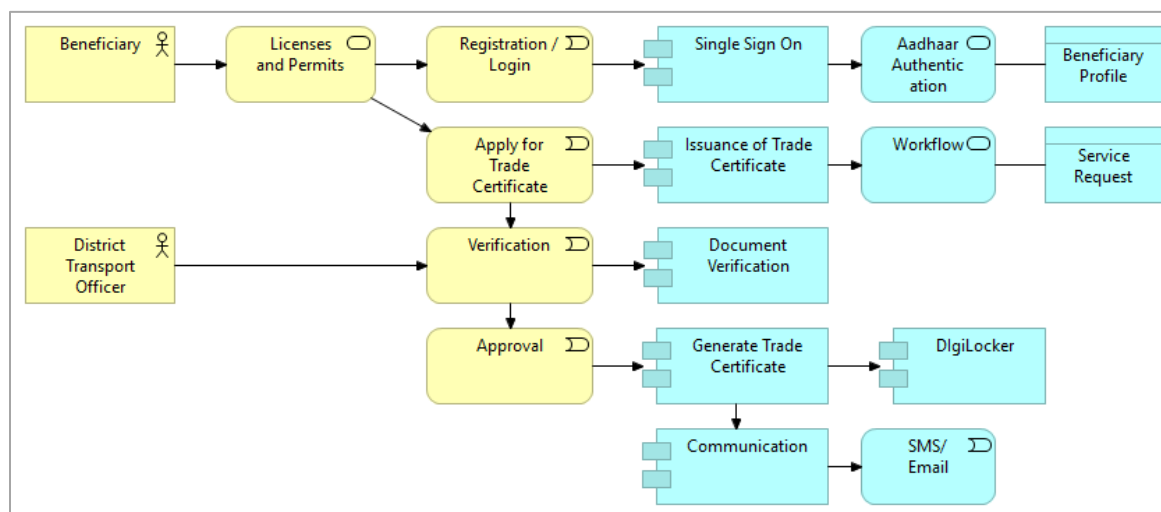 Beneficiary
Licenses
and Permits
Registration /
Login
Single Sign On
Aadhaar
Authentic
ation
Beneficiary
Profile
Apply for
Trade
Certificate
Issuance of Trade
Certificate
Workflow
Service
Request
District
Transport
Officer
Verification
Document
Verification
Approval
Generate Trade
Certificate
DIgiLocker
Communication
SMS/
Email